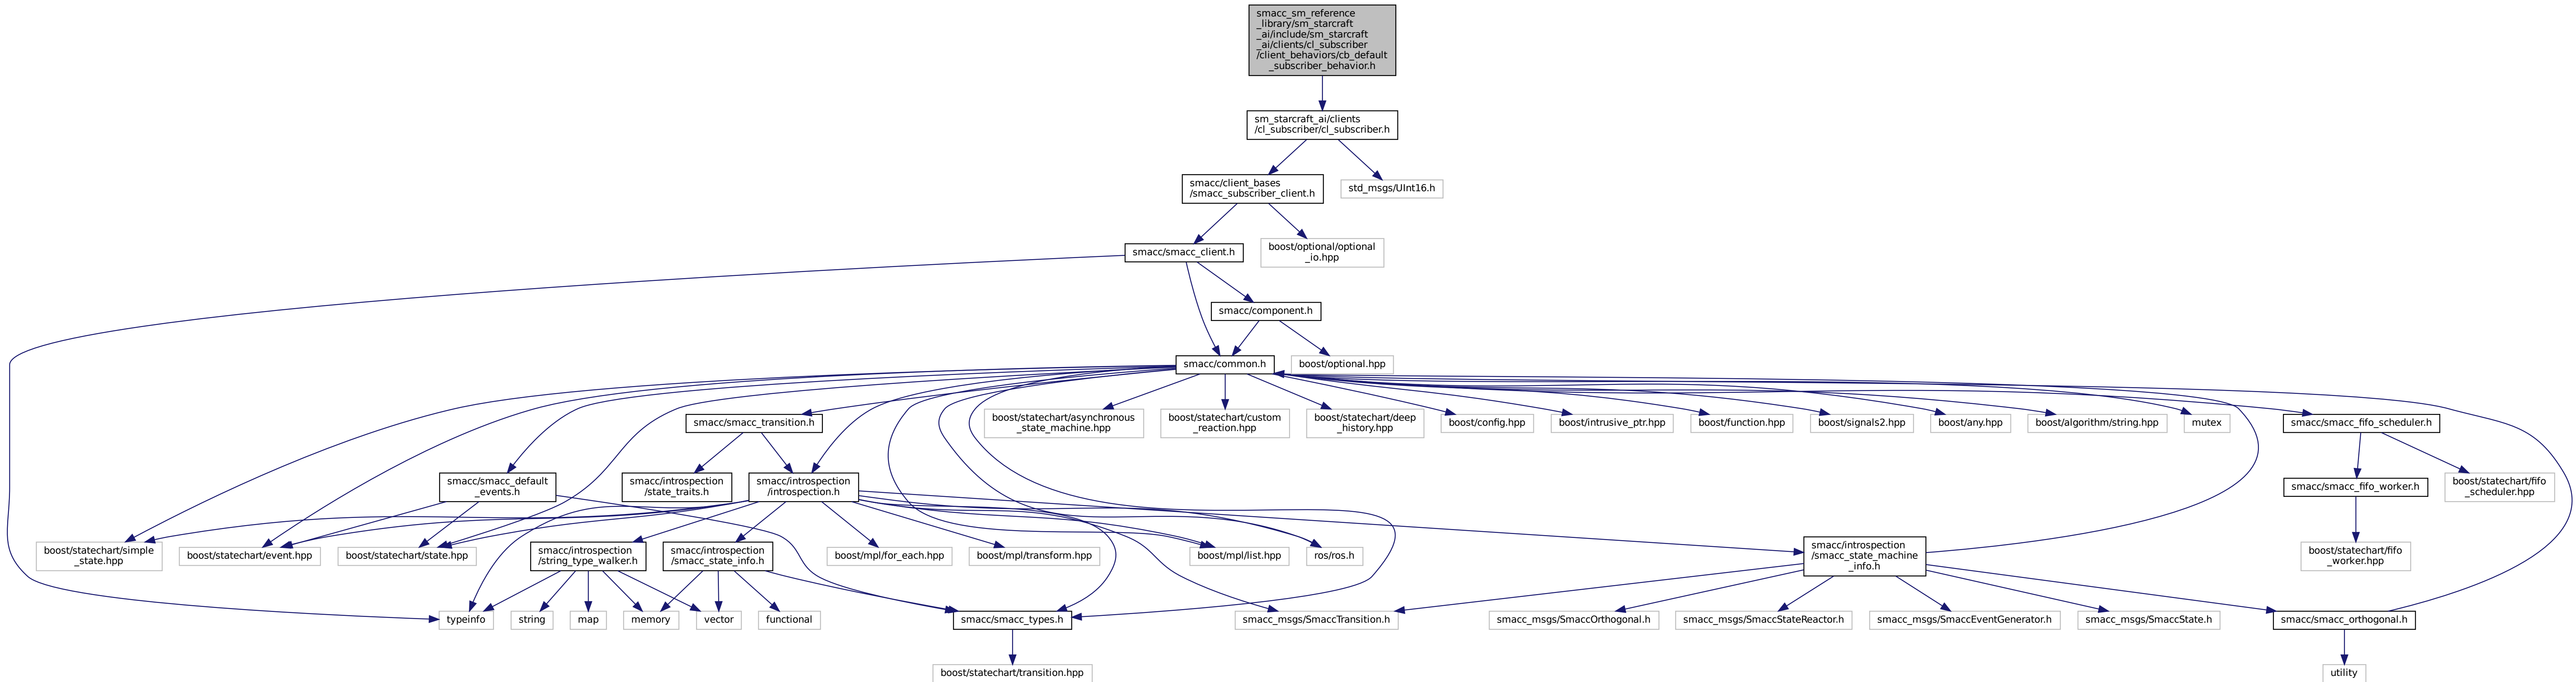 smacc_sm_reference
_library/sm_starcraft
_ai/include/sm_starcraft
_ai/clients/cl_subscriber
/client_behaviors/cb_default
_subscriber_behavior.h
sm_starcraft_ai/clients
/cl_subscriber/cl_subscriber.h
smacc/client_bases
/smacc_subscriber_client.h
std_msgs/UInt16.h
smacc/smacc_client.h
boost/optional/optional
_io.hpp
smacc/component.h
smacc/common.h
boost/optional.hpp
smacc/smacc_transition.h
boost/statechart/asynchronous
_state_machine.hpp
boost/statechart/custom
_reaction.hpp
boost/statechart/deep
_history.hpp
boost/config.hpp
boost/intrusive_ptr.hpp
boost/function.hpp
boost/signals2.hpp
boost/any.hpp
boost/algorithm/string.hpp
mutex
smacc/smacc_fifo_scheduler.h
smacc/smacc_default
_events.h
smacc/introspection
/state_traits.h
smacc/introspection
/introspection.h
smacc/smacc_fifo_worker.h
boost/statechart/fifo
_scheduler.hpp
boost/statechart/simple
_state.hpp
boost/statechart/event.hpp
boost/statechart/state.hpp
smacc/introspection
/string_type_walker.h
smacc/introspection
/smacc_state_info.h
boost/mpl/for_each.hpp
boost/mpl/transform.hpp
boost/mpl/list.hpp
ros/ros.h
smacc/introspection
/smacc_state_machine
_info.h
boost/statechart/fifo
_worker.hpp
typeinfo
string
map
memory
vector
functional
smacc/smacc_types.h
smacc_msgs/SmaccTransition.h
smacc_msgs/SmaccOrthogonal.h
smacc_msgs/SmaccStateReactor.h
smacc_msgs/SmaccEventGenerator.h
smacc_msgs/SmaccState.h
smacc/smacc_orthogonal.h
boost/statechart/transition.hpp
utility